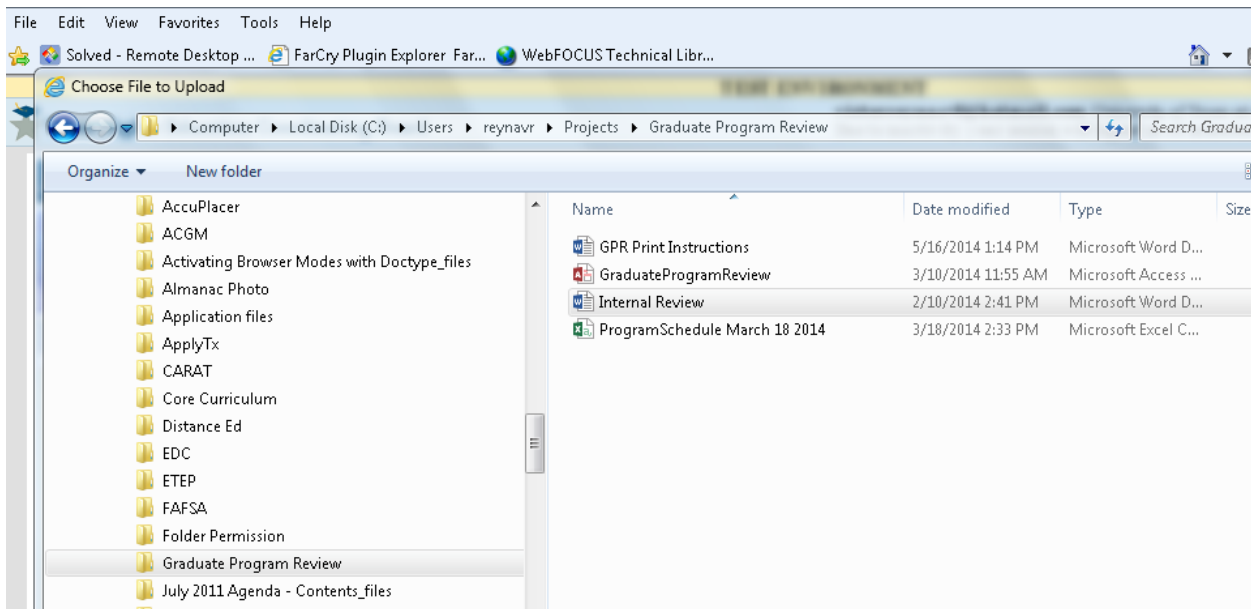 File Edit View Favorites Tools Help
Solved - Remote Desktop ... FarCry Plugin Explorer Far... WebFOCUS Technical Libr...
Choose File to Upload
TEST ENVIRONMENT
Computer Local Disk (C:) Users reynavr Projects Graduate Program Review Search Gradua
Organize New folder
Name Date modified Type Size
AccuPlacer
ACGM
Activating Browser Modes with Doctype_files
Almanac Photo
Application files
ApplyTx
CARAT
Core Curriculum
Distance Ed
EDC
ETEP
FAFSA
Folder Permission
Graduate Program Review
July 2011 Agenda - Contents_files
GPR Print Instructions 5/16/2014 1:14 PM Microsoft Word D...
GraduateProgramReview 3/10/2014 11:55 AM Microsoft Access ...
Internal Review 2/10/2014 2:41 PM Microsoft Word D...
ProgramSchedule March 18 2014 3/18/2014 2:33 PM Microsoft Excel C...